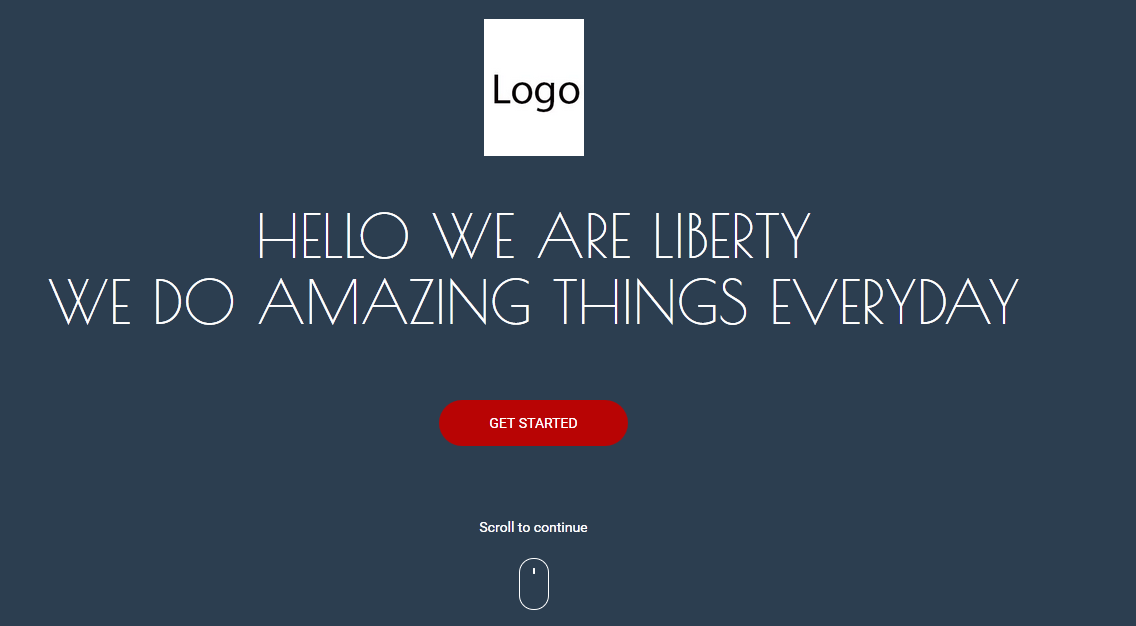 Logo
HELLO WE ARE LIBERTY
WE DO AMAZING THINGS EVERYDAY
GET STARTED
Scroll to continue